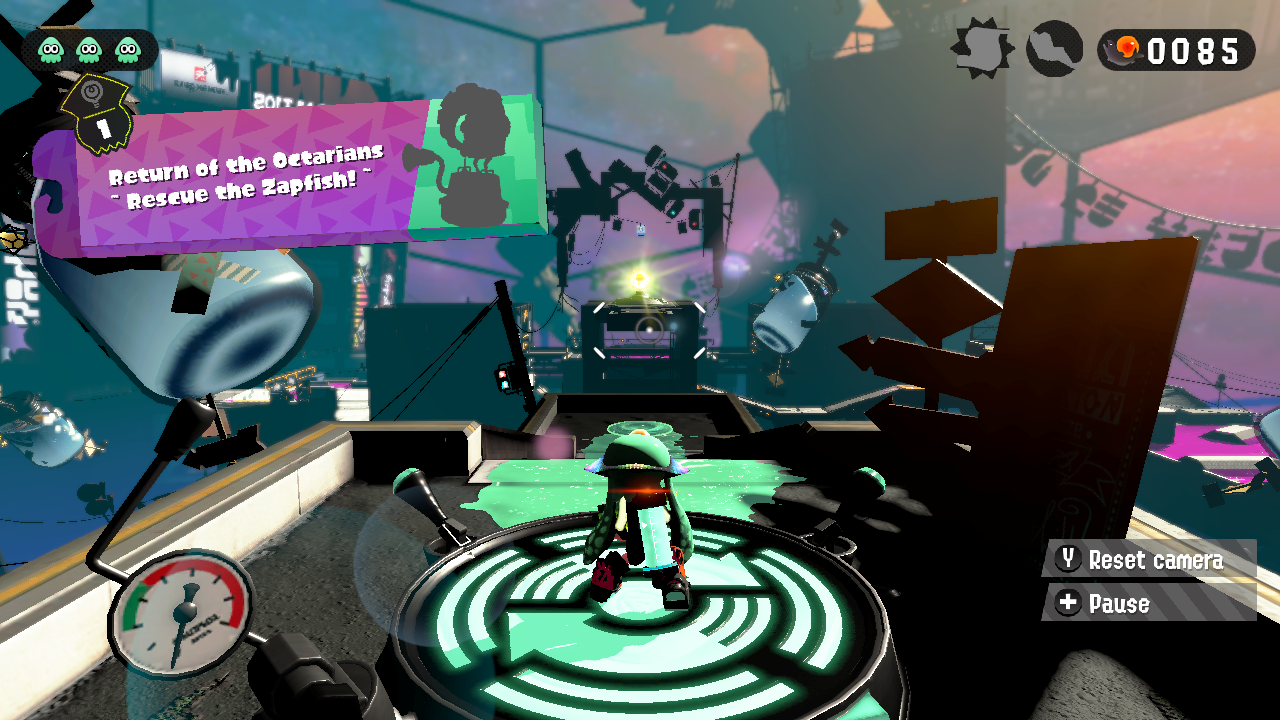 0085
1
Return of the Octarians
~ Rescue the Zapfish! ~
Y Reset camera
+ Pause